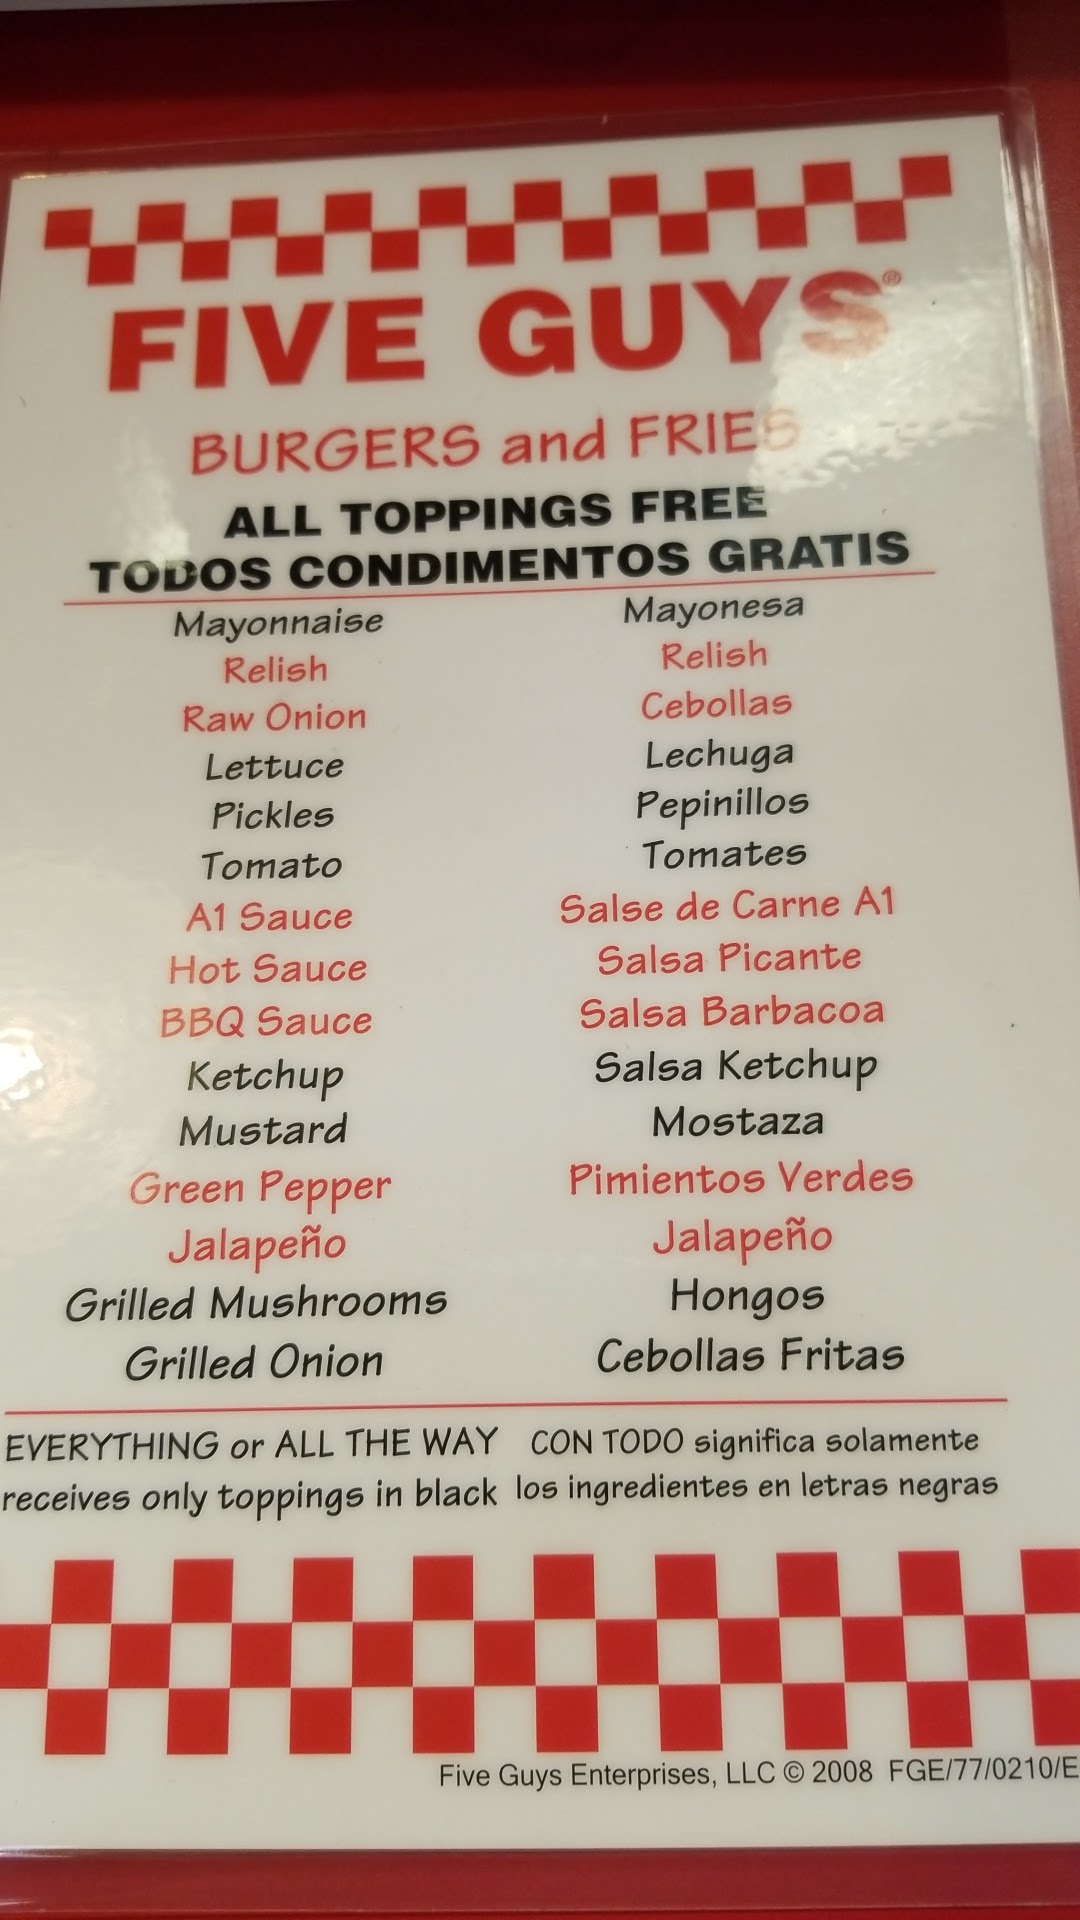 FIVE GUYS®
BURGERS and FRIES
ALL TOPPINGS FREE
TODOS CONDIMENTOS GRATIS
Mayonnaise Mayonesa
Relish Relish
Raw Onion Cebollas
Lettuce Lechuga
Pickles Pepinillos
Tomato Tomates
A1 Sauce Salse de Carne A1
Hot Sauce Salsa Picante
BBQ Sauce Salsa Barbacoa
Ketchup Salsa Ketchup
Mustard Mostaza
Green Pepper Pimientos Verdes
Jalapeño Jalapeño
Grilled Mushrooms Hongos
Grilled Onion Cebollas Fritas
EVERYTHING or ALL THE WAY CON TODO significa solamente
receives only toppings in black los ingredientes en letras negras
Five Guys Enterprises, LLC © 2008 FGE/77/0210/E